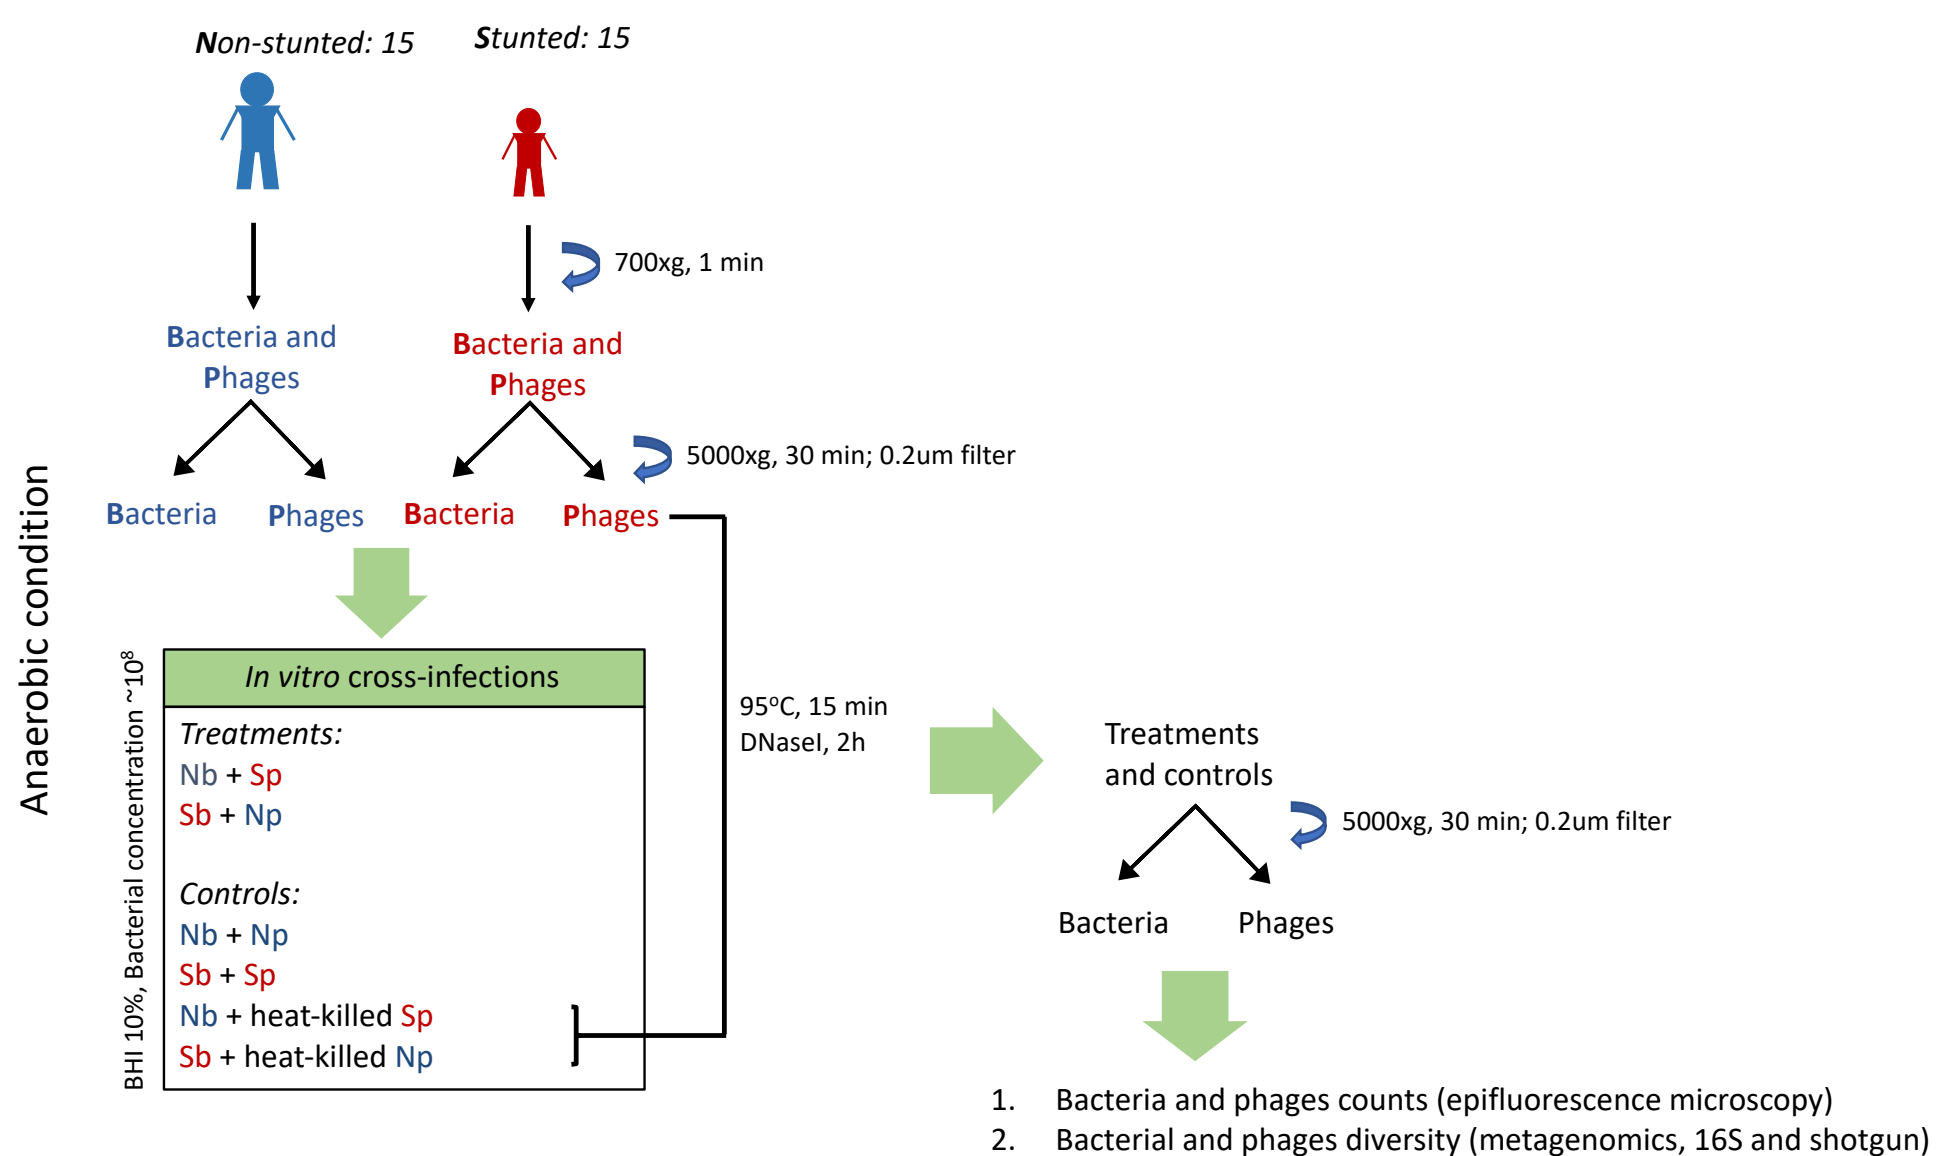 Non-stunted: 15
Stunted: 15
700xg, 1 min
Bacteria and
Phages
Bacteria and
Phages
5000xg, 30 min; 0.2um filter
Bacteria
Phages
Bacteria
Phages
Anaerobic condition
BHI 10%, Bacterial concentration ~10⁸
In vitro cross-infections
Treatments:
Nb + Sp
Sb + Np
Controls:
Nb + Np
Sb + Sp
Nb + heat-killed Sp
Sb + heat-killed Np
95°C, 15 min
DNaseI, 2h
Treatments
and controls
5000xg, 30 min; 0.2um filter
Bacteria
Phages
1. Bacteria and phages counts (epifluorescence microscopy)
2. Bacterial and phages diversity (metagenomics, 16S and shotgun)